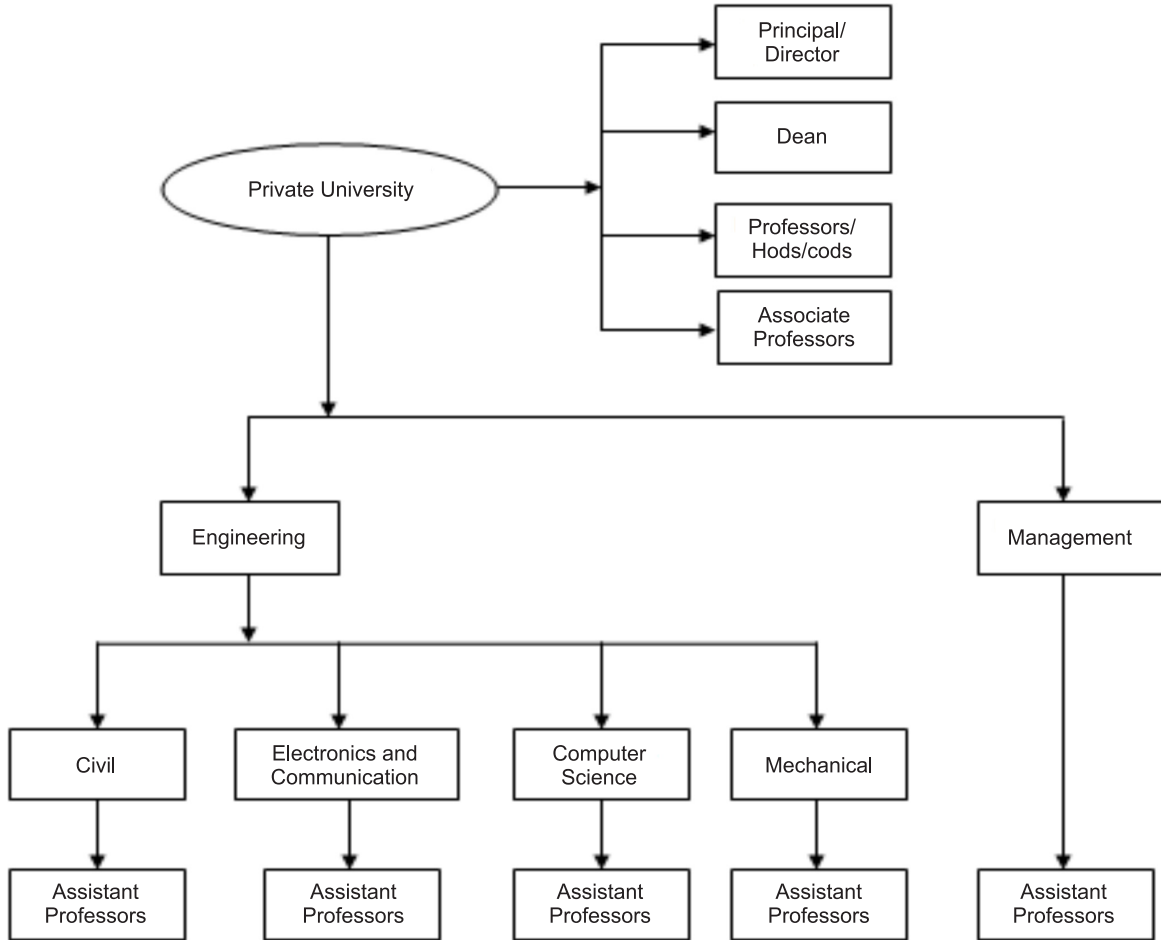 Principal/
Director
Dean
Private University
Professors/
Hods/cods
Associate
Professors
Engineering
Management
Civil
Electronics and
Communication
Computer
Science
Mechanical
Assistant
Professors
Assistant
Professors
Assistant
Professors
Assistant
Professors
Assistant
Professors